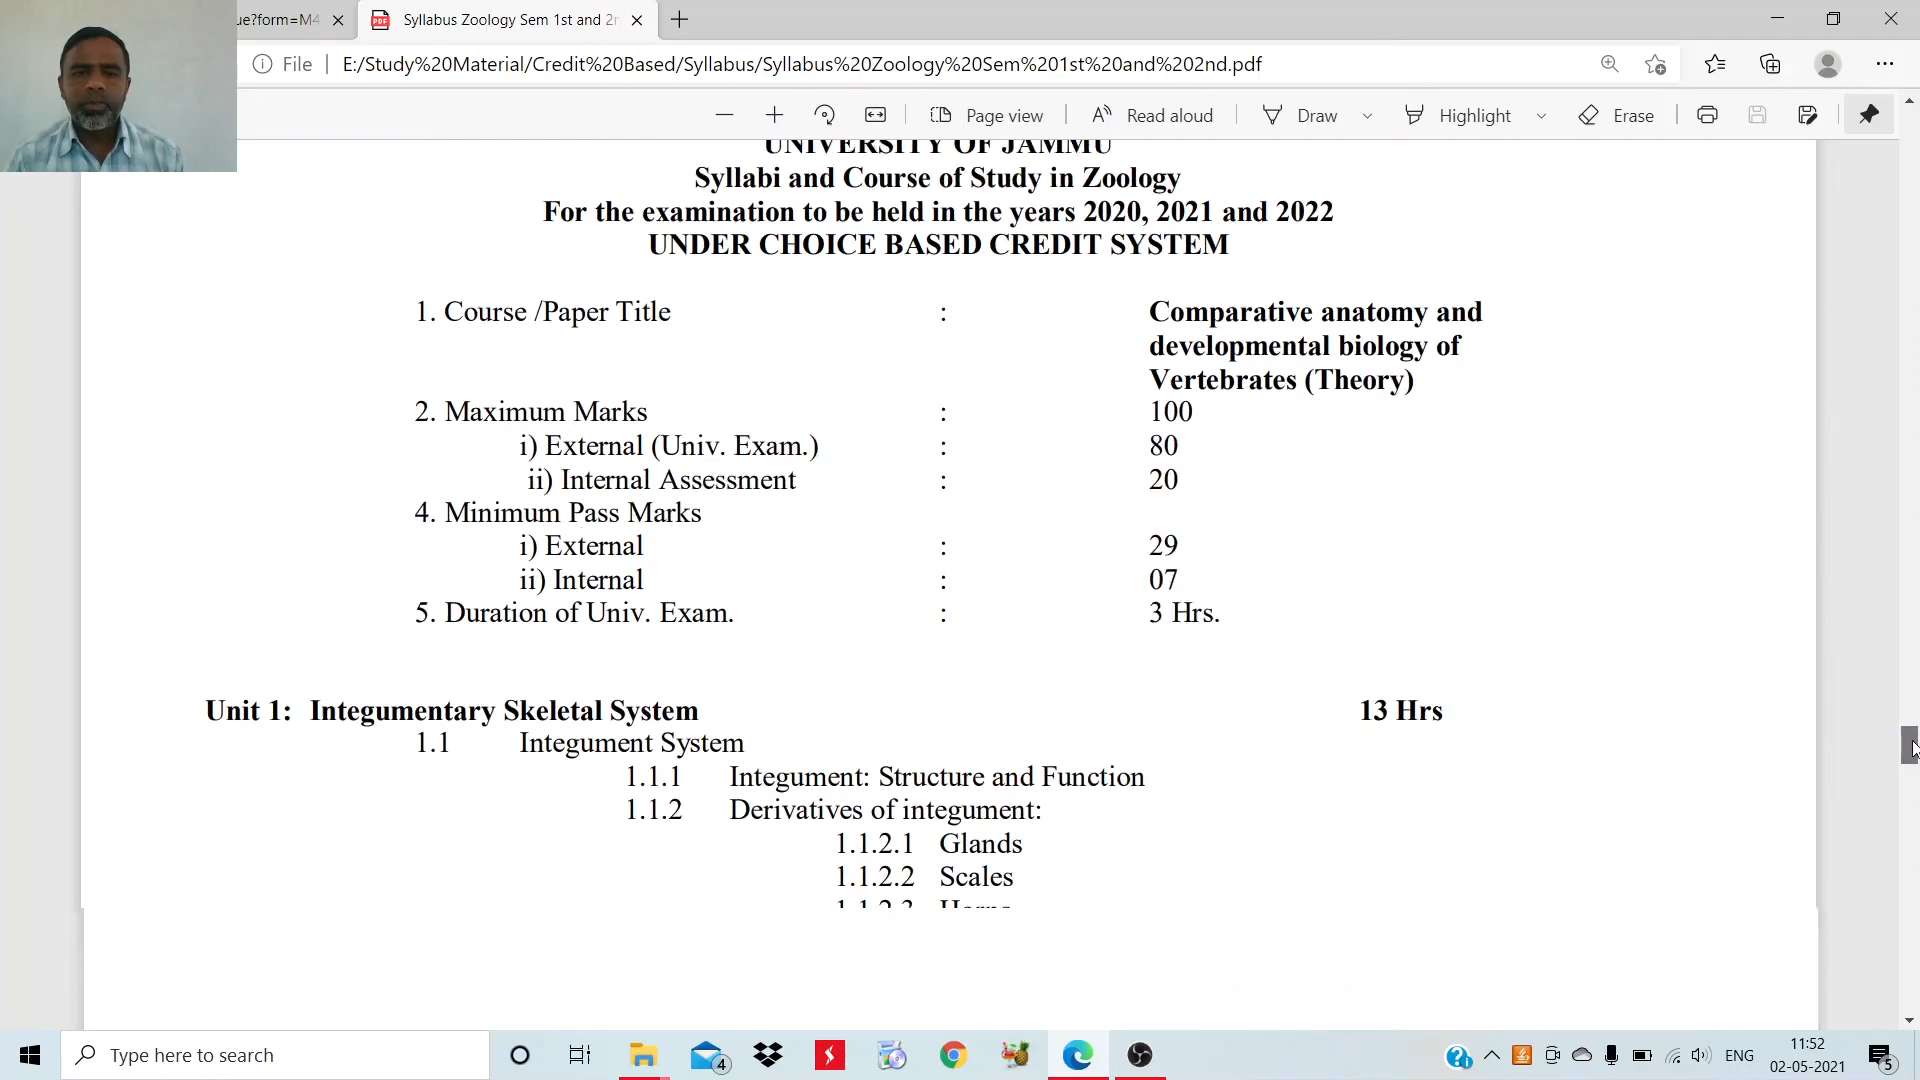 ue?form=M4
Syllabus Zoology Sem 1st and 2n
File
E:/Study%20Material/Credit%20Based/Syllabus/Syllabus%20Zoology%20Sem%201st%20and%202nd.pdf
Page view
Read aloud
Draw
Highlight
Erase
UNIVERSITY OF JAMMU
Syllabi and Course of Study in Zoology
For the examination to be held in the years 2020, 2021 and 2022
UNDER CHOICE BASED CREDIT SYSTEM
1. Course /Paper Title : Comparative anatomy and
developmental biology of
Vertebrates (Theory)
2. Maximum Marks : 100
i) External (Univ. Exam.) : 80
ii) Internal Assessment : 20
4. Minimum Pass Marks
i) External : 29
ii) Internal : 07
5. Duration of Univ. Exam. : 3 Hrs.
Unit 1: Integumentary Skeletal System 13 Hrs
1.1 Integument System
1.1.1 Integument: Structure and Function
1.1.2 Derivatives of integument:
1.1.2.1 Glands
1.1.2.2 Scales
Type here to search
4
ENG
11:52
02-05-2021
5